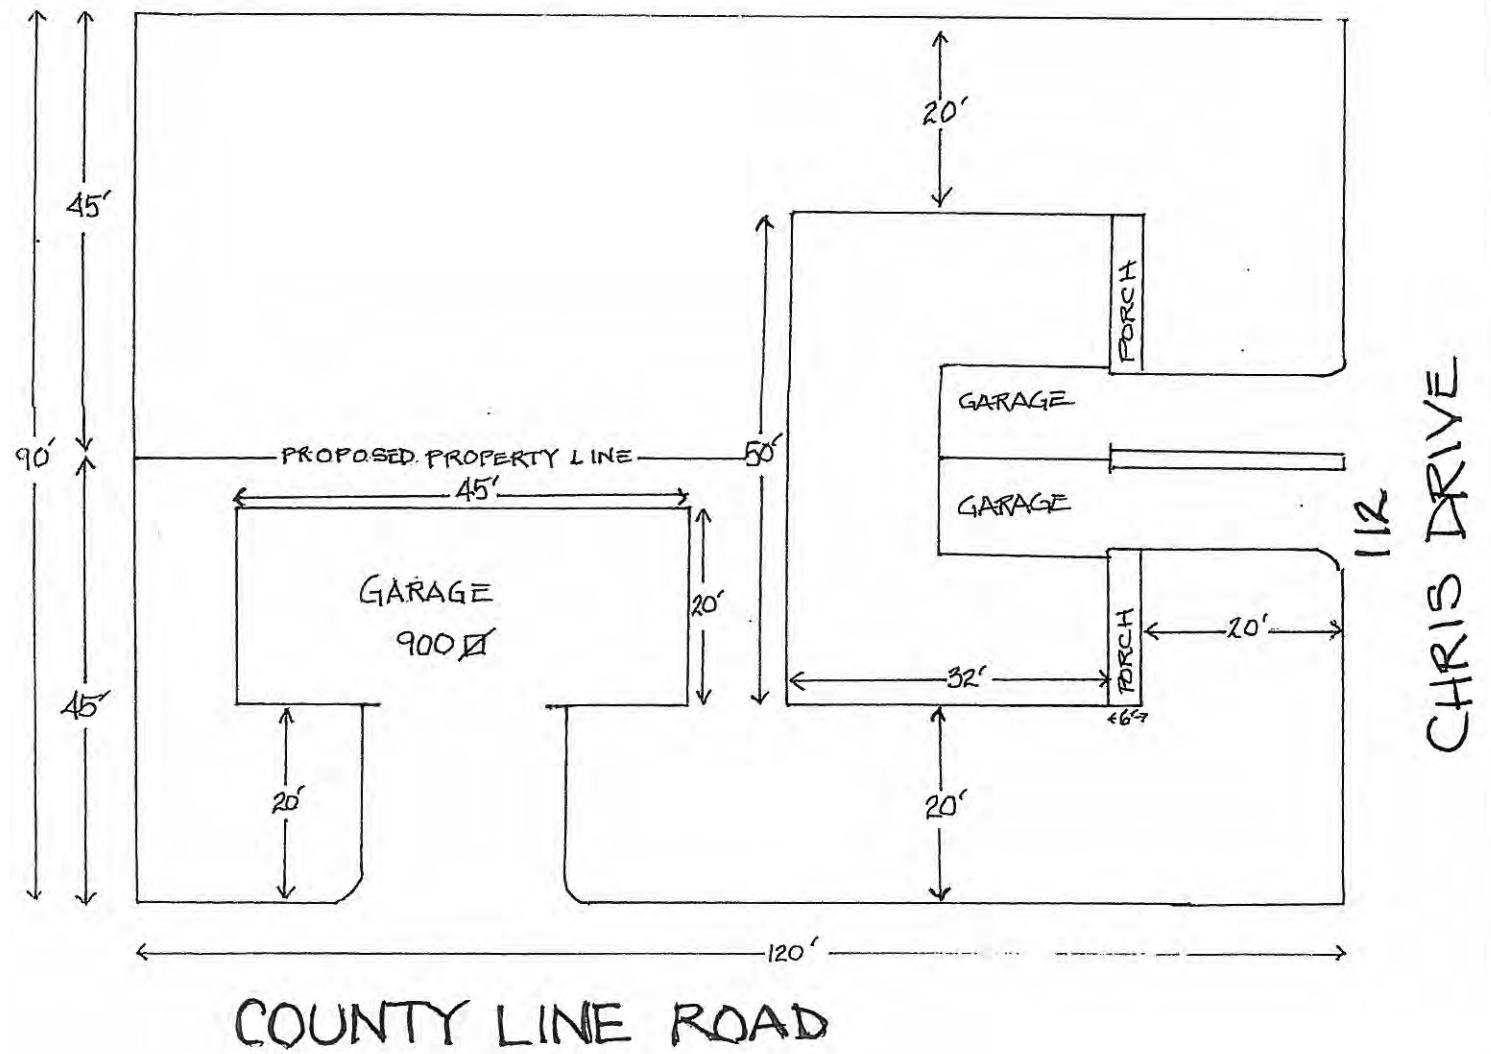 20'
45'
PORCH
GARAGE
90'
PROPOSED PROPERTY LINE
50'
45'
GARAGE
112
CHRIS DRIVE
GARAGE
900
20'
PORCH
20'
32'
45'
6'
20'
20'
120'
COUNTY LINE ROAD